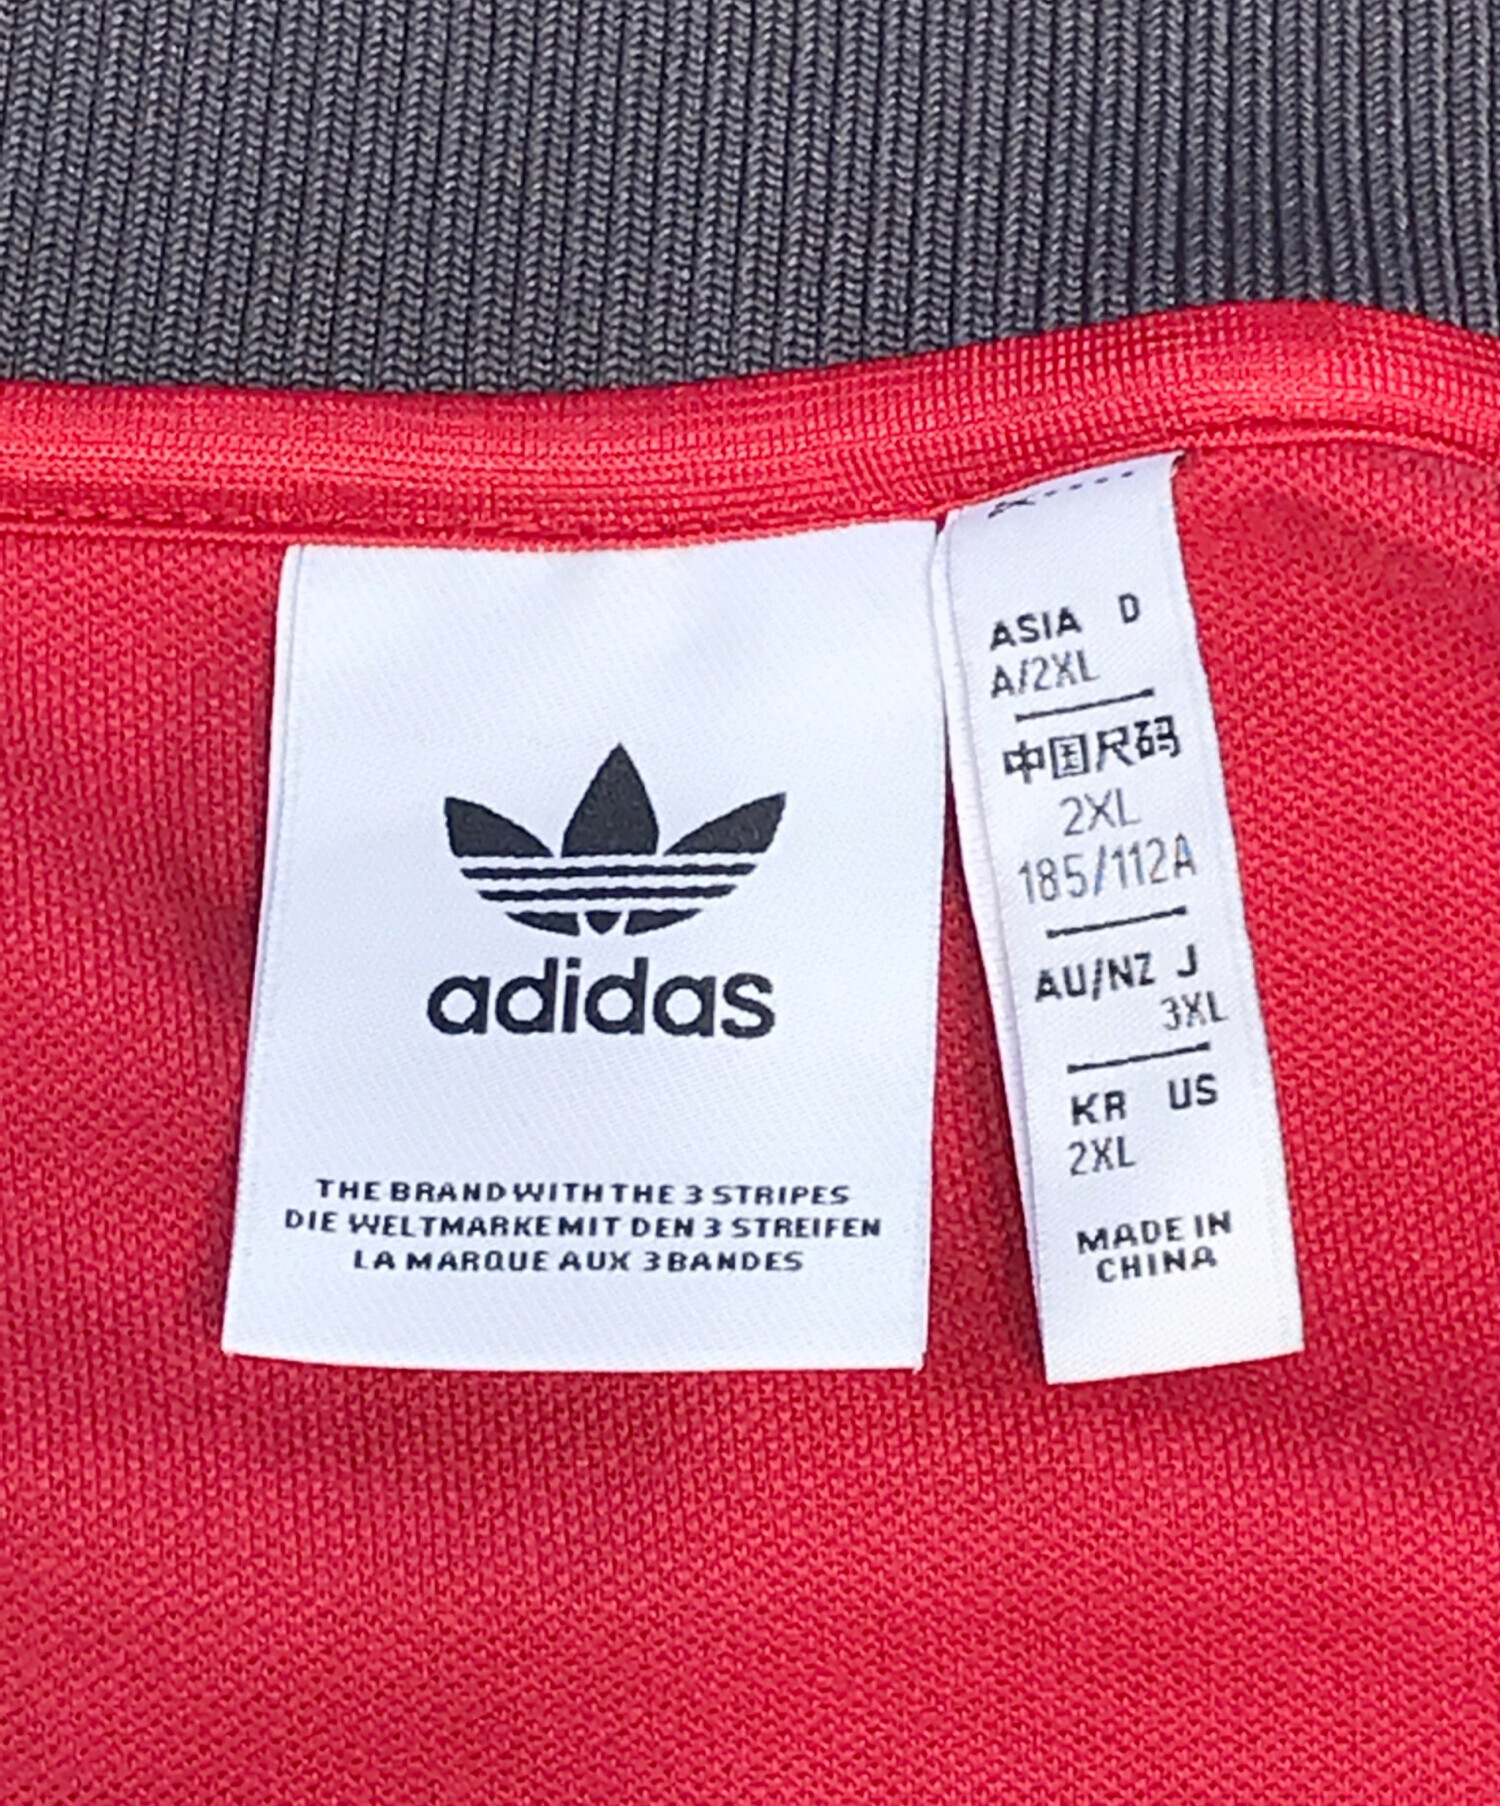 adidas
THE BRAND WITH THE 3 STRIPES
DIE WELTMARKE MIT DEN 3 STREIFEN
LA MARQUE AUX 3 BANDES
ASIA D
A/2XL
中国尺码
2XL
185/112A
AU/NZ J
3XL
KR US
2XL
MADE IN
CHINA